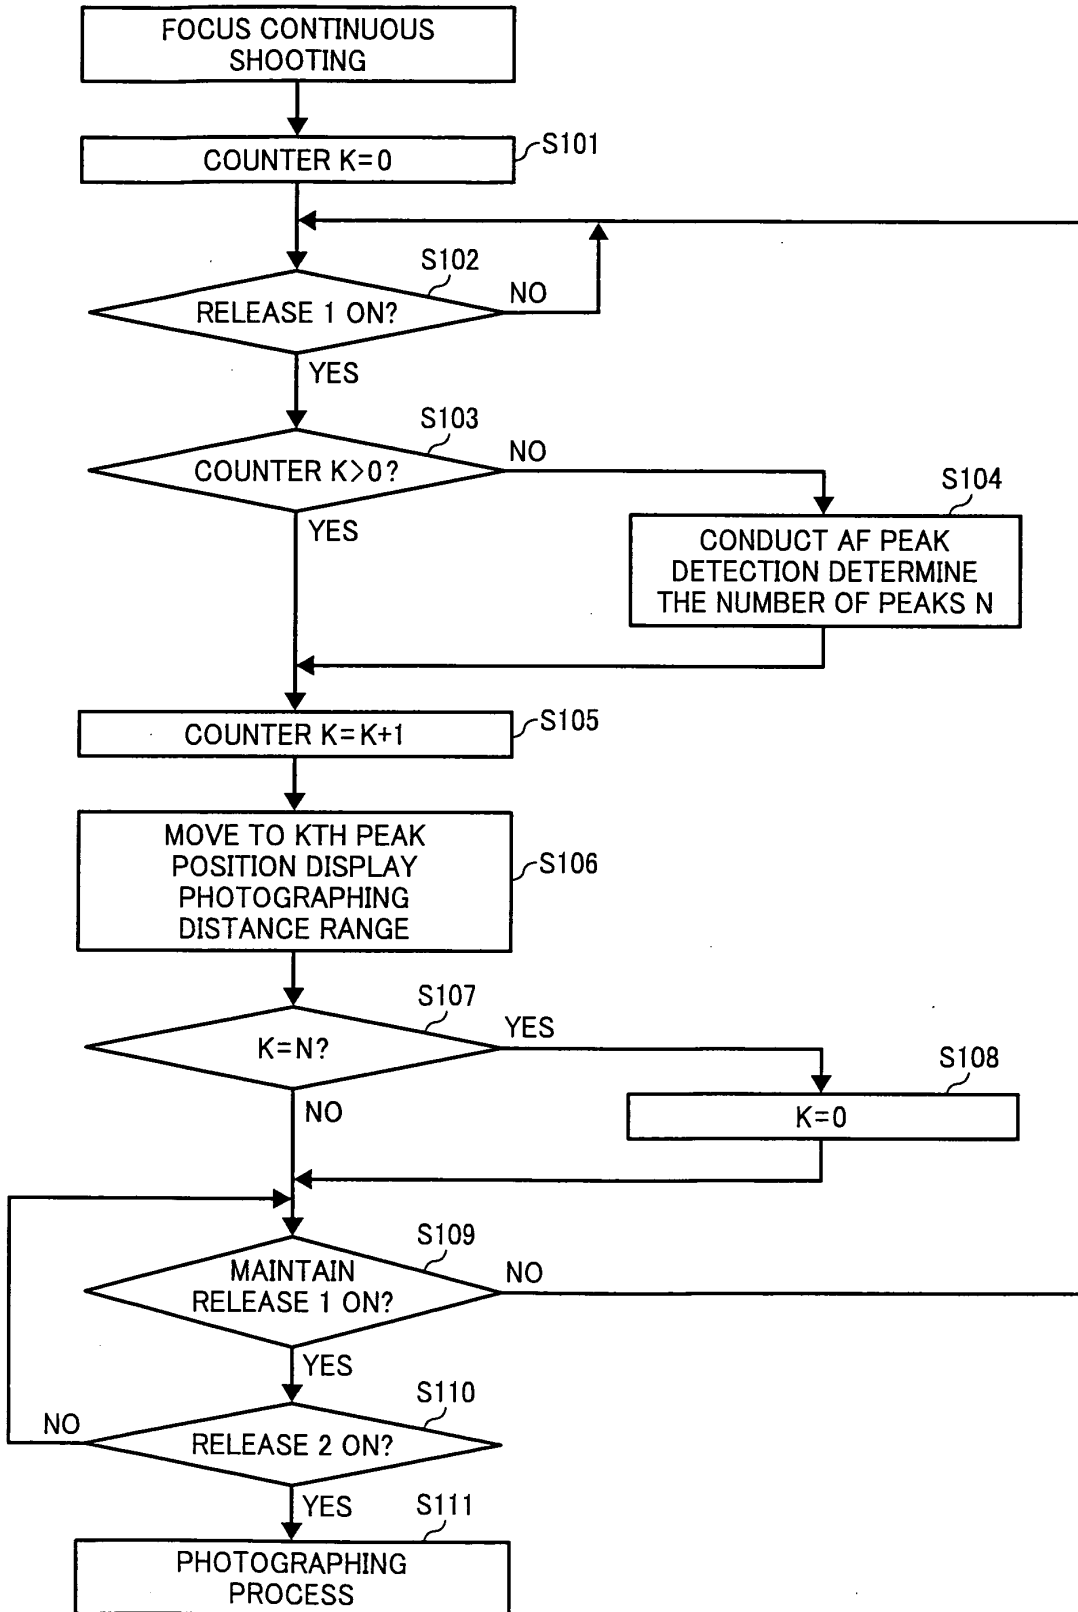 FOCUS CONTINUOUS
SHOOTING
COUNTER K=0
S101
S102
RELEASE 1 ON?
NO
YES
S103
COUNTER K>0?
NO
YES
S104
CONDUCT AF PEAK
DETECTION DETERMINE
THE NUMBER OF PEAKS N
COUNTER K=K+1
S105
MOVE TO KTH PEAK
POSITION DISPLAY
PHOTOGRAPHING
DISTANCE RANGE
S106
S107
K=N?
YES
NO
S108
K=0
S109
MAINTAIN
RELEASE 1 ON?
NO
YES
S110
RELEASE 2 ON?
NO
YES
S111
PHOTOGRAPHING
PROCESS